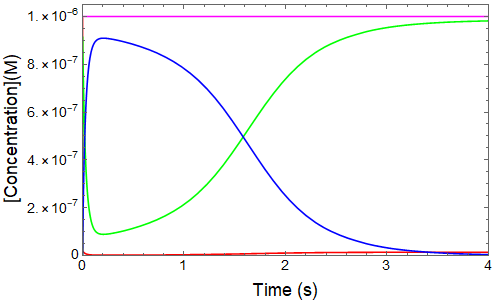 1. × 10⁻⁶
8. × 10⁻⁷
6. × 10⁻⁷
4. × 10⁻⁷
2. × 10⁻⁷
0
[Concentration](M)
0 1 2 3 4
Time (s)